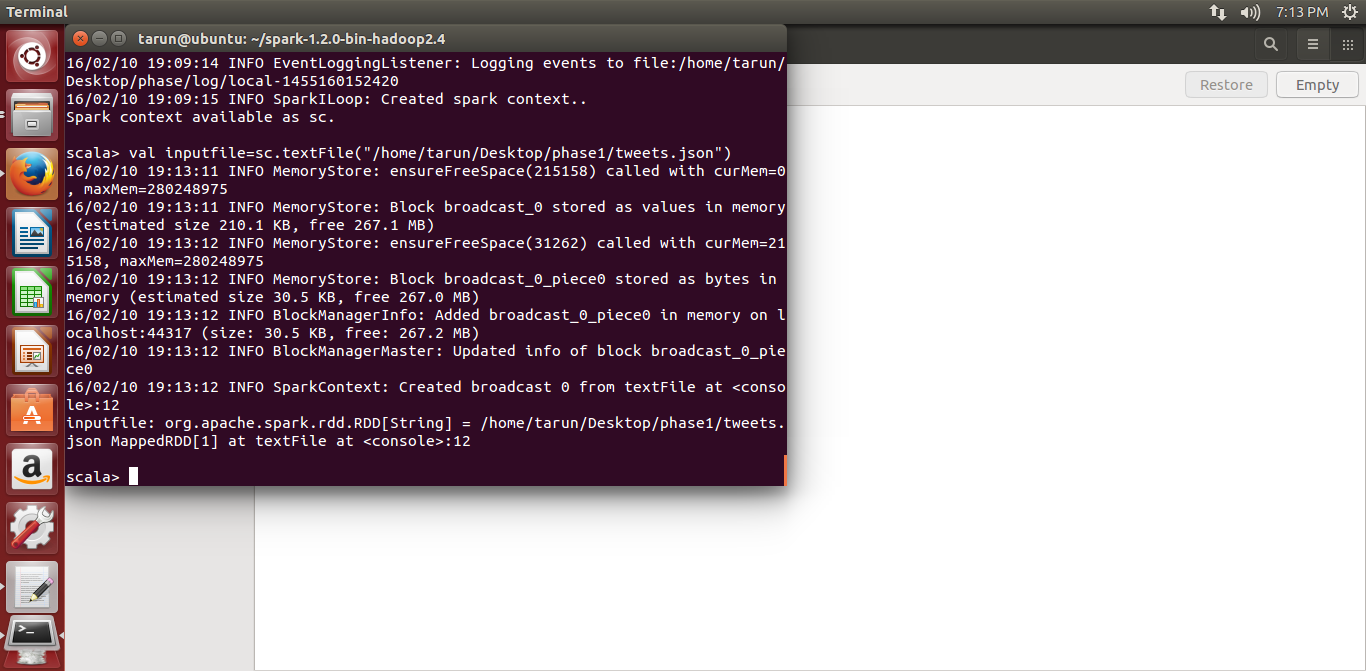 Terminal
7:13 PM
tarun@ubuntu: ~/spark-1.2.0-bin-hadoop2.4
Restore
Empty
16/02/10 19:09:14 INFO EventLoggingListener: Logging events to file:/home/tarun/
Desktop/phase/log/local-1455160152420
16/02/10 19:09:15 INFO SparkILoop: Created spark context..
Spark context available as sc.
scala> val inputfile=sc.textFile("/home/tarun/Desktop/phase1/tweets.json")
16/02/10 19:13:11 INFO MemoryStore: ensureFreeSpace(215158) called with curMem=0
, maxMem=280248975
16/02/10 19:13:11 INFO MemoryStore: Block broadcast_0 stored as values in memory
(estimated size 210.1 KB, free 267.1 MB)
16/02/10 19:13:12 INFO MemoryStore: ensureFreeSpace(31262) called with curMem=21
5158, maxMem=280248975
16/02/10 19:13:12 INFO MemoryStore: Block broadcast_0_piece0 stored as bytes in
memory (estimated size 30.5 KB, free 267.0 MB)
16/02/10 19:13:12 INFO BlockManagerInfo: Added broadcast_0_piece0 in memory on l
ocalhost:44317 (size: 30.5 KB, free: 267.2 MB)
16/02/10 19:13:12 INFO BlockManagerMaster: Updated info of block broadcast_0_pie
ce0
16/02/10 19:13:12 INFO SparkContext: Created broadcast 0 from textFile at <conso
le>:12
inputfile: org.apache.spark.rdd.RDD[String] = /home/tarun/Desktop/phase1/tweets.
json MappedRDD[1] at textFile at <console>:12
scala>